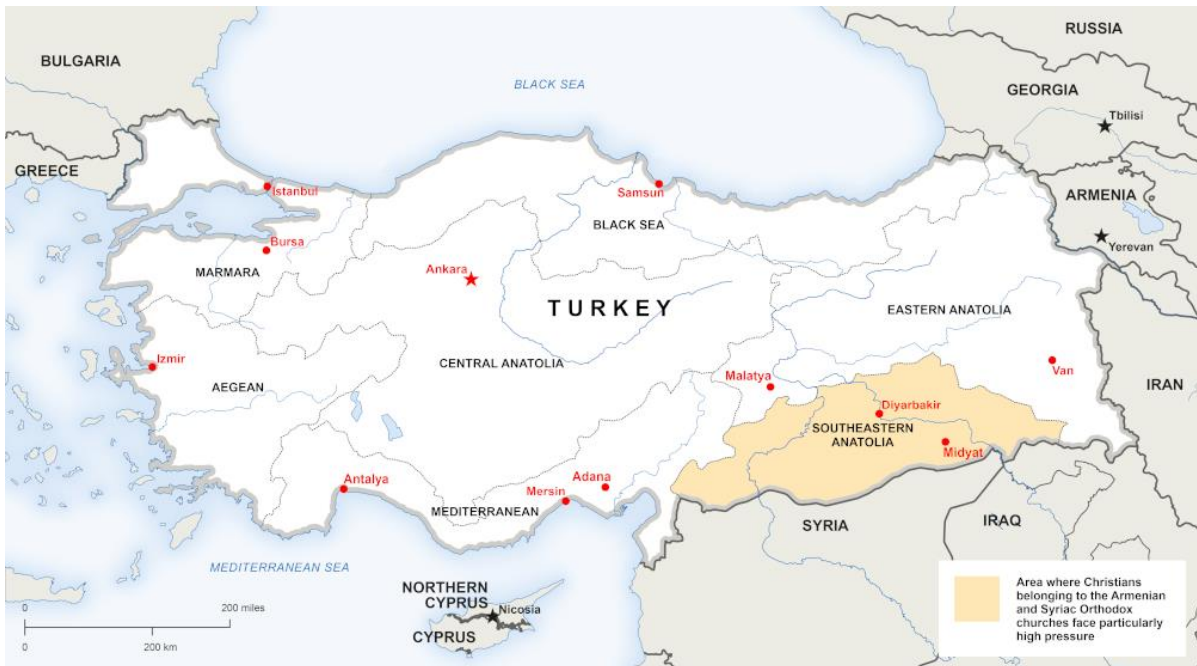 RUSSIA
BULGARIA
BLACK SEA
GEORGIA
Tbilisi
GREECE
Istanbul
Samsun
ARMENIA
BLACK SEA
Bursa
Yerevan
MARMARA
Ankara
TURKEY
EASTERN ANATOLIA
Izmir
CENTRAL ANATOLIA
Van
AEGEAN
Malatya
IRAN
Diyarbakir
SOUTHEASTERN
ANATOLIA
Midyat
Antalya
Adana
Mersin
MEDITERRANEAN
SYRIA
IRAQ
MEDITERRANEAN SEA
NORTHERN
CYPRUS
Nicosia
CYPRUS
0
200 miles
0
200 km
Area where Christians
belonging to the Armenian
and Syriac Orthodox
churches face particularly
high pressure